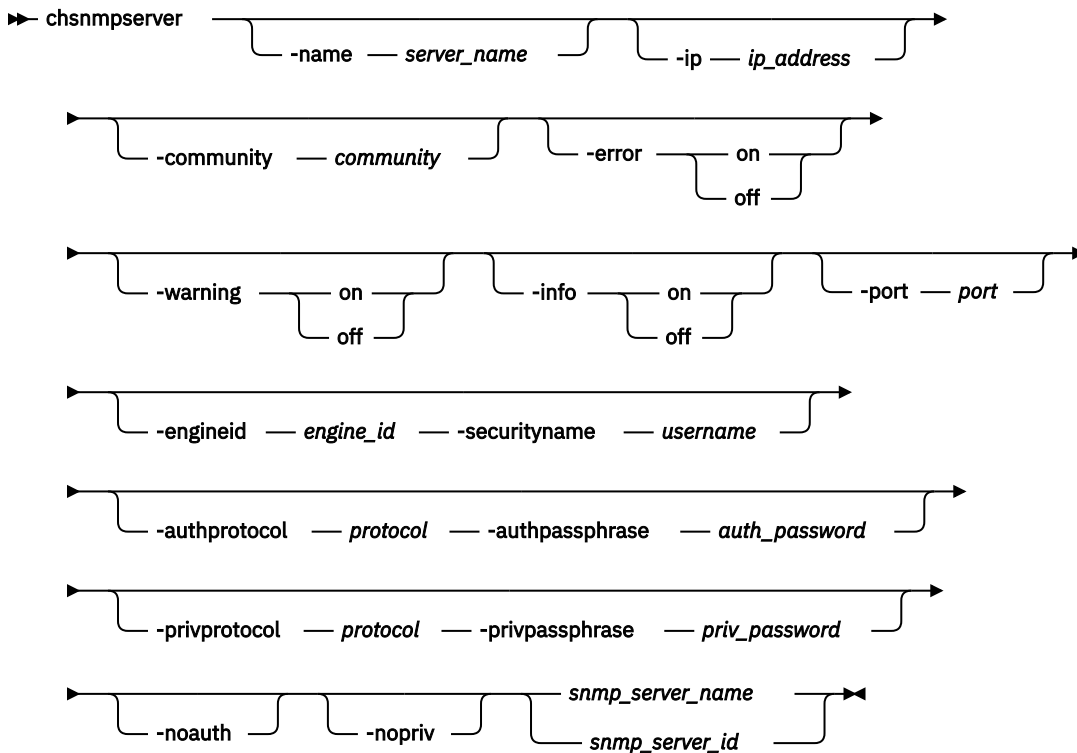 chsnmpserver -name server_name -ip ip_address
-community community -error on
off
-warning on -info on -port port
off off
-engineid engine_id -securityname username
-authprotocol protocol -authpassphrase auth_password
-privprotocol protocol -privpassphrase priv_password
snmp_server_name
-noauth -nopriv snmp_server_id